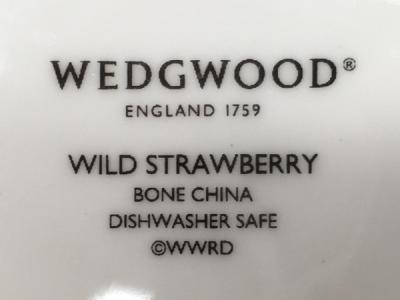 WEDGWOOD®
ENGLAND 1759
WILD STRAWBERRY
BONE CHINA
DISHWASHER SAFE
©WWRD